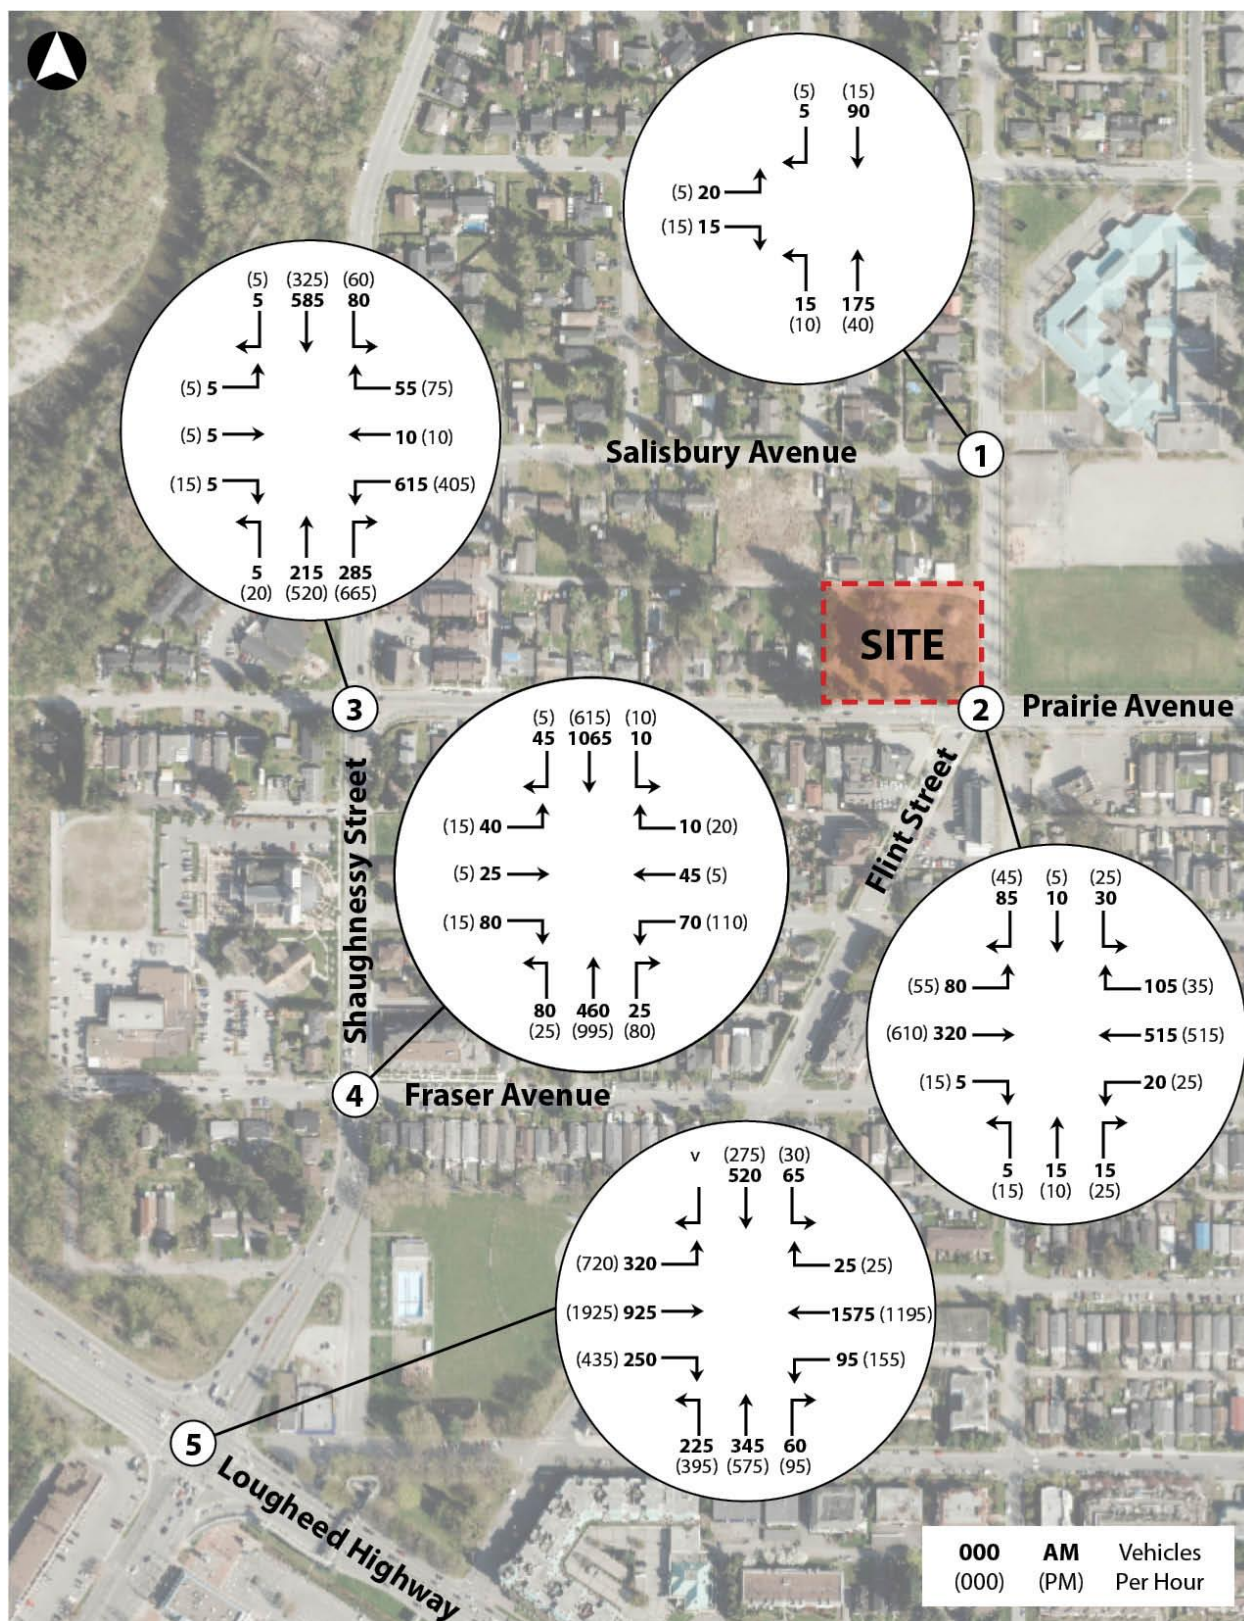 (5) (15)
5 90
(5) 20
(15) 15
15 175
(10) (40)
(5) (325) (60)
5 585 80
(5) 5 55 (75)
(5) 5 10 (10)
(15) 5 615 (405)
5 215 285
(20) (520) (665)
Salisbury Avenue
1
SITE
3
2
Prairie Avenue
Shaughnessy Street
Flint Street
(5) (615) (10)
45 1065 10
(15) 40 10 (20)
(5) 25 45 (5)
(15) 80 70 (110)
80 460 25
(25) (995) (80)
(45) (5) (25)
85 10 30
(55) 80 105 (35)
(610) 320 515 (515)
(15) 5 20 (25)
5 15 15
(15) (10) (25)
4
Fraser Avenue
v (275) (30)
520 65
(720) 320 25 (25)
(1925) 925 1575 (1195)
(435) 250 95 (155)
225 345 60
(395) (575) (95)
5
Lougheed Highway
000 AM Vehicles
(000) (PM) Per Hour